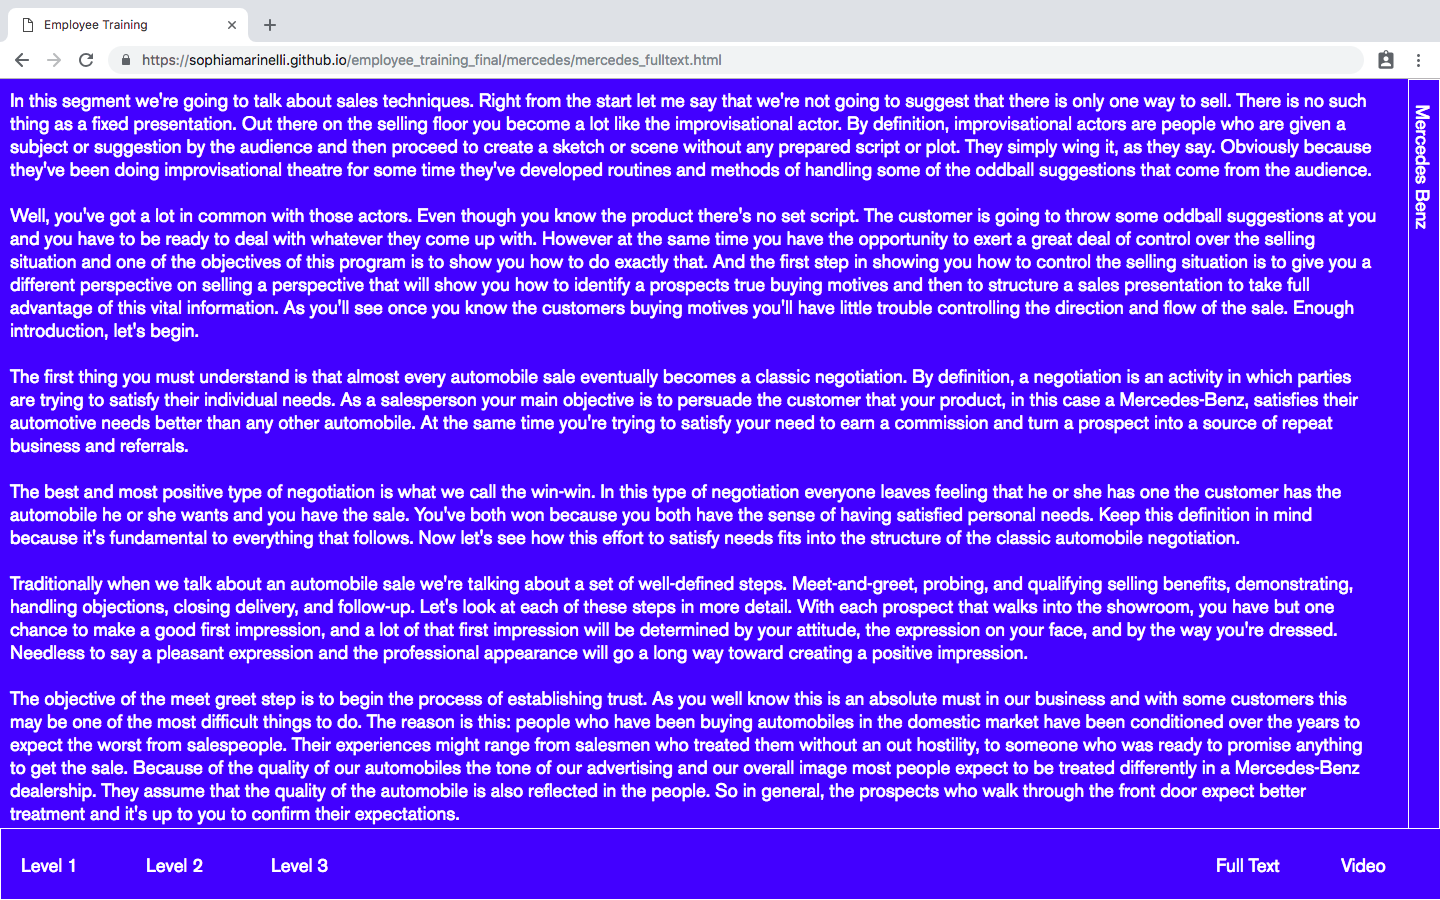 Employee Training
https://sophiamarinelli.github.io/employee_training_final/mercedes/mercedes_fulltext.html
In this segment we're going to talk about sales techniques. Right from the start let me say that we're not going to suggest that there is only one way to sell. There is no such
thing as a fixed presentation. Out there on the selling floor you become a lot like the improvisational actor. By definition, improvisational actors are people who are given a
subject or suggestion by the audience and then proceed to create a sketch or scene without any prepared script or plot. They simply wing it, as they say. Obviously because
they've been doing improvisational theatre for some time they've developed routines and methods of handling some of the oddball suggestions that come from the audience.
Well, you've got a lot in common with those actors. Even though you know the product there's no set script. The customer is going to throw some oddball suggestions at you
and you have to be ready to deal with whatever they come up with. However at the same time you have the opportunity to exert a great deal of control over the selling
situation and one of the objectives of this program is to show you how to do exactly that. And the first step in showing you how to control the selling situation is to give you a
different perspective on selling a perspective that will show you how to identify a prospects true buying motives and then to structure a sales presentation to take full
advantage of this vital information. As you'll see once you know the customers buying motives you'll have little trouble controlling the direction and flow of the sale. Enough
introduction, let's begin.
The first thing you must understand is that almost every automobile sale eventually becomes a classic negotiation. By definition, a negotiation is an activity in which parties
are trying to satisfy their individual needs. As a salesperson your main objective is to persuade the customer that your product, in this case a Mercedes-Benz, satisfies their
automotive needs better than any other automobile. At the same time you're trying to satisfy your need to earn a commission and turn a prospect into a source of repeat
business and referrals.
The best and most positive type of negotiation is what we call the win-win. In this type of negotiation everyone leaves feeling that he or she has one the customer has the
automobile he or she wants and you have the sale. You've both won because you both have the sense of having satisfied personal needs. Keep this definition in mind
because it's fundamental to everything that follows. Now let's see how this effort to satisfy needs fits into the structure of the classic automobile negotiation.
Traditionally when we talk about an automobile sale we're talking about a set of well-defined steps. Meet-and-greet, probing, and qualifying selling benefits, demonstrating,
handling objections, closing delivery, and follow-up. Let's look at each of these steps in more detail. With each prospect that walks into the showroom, you have but one
chance to make a good first impression, and a lot of that first impression will be determined by your attitude, the expression on your face, and by the way you're dressed.
Needless to say a pleasant expression and the professional appearance will go a long way toward creating a positive impression.
The objective of the meet greet step is to begin the process of establishing trust. As you well know this is an absolute must in our business and with some customers this
may be one of the most difficult things to do. The reason is this: people who have been buying automobiles in the domestic market have been conditioned over the years to
expect the worst from salespeople. Their experiences might range from salesmen who treated them without an out hostility, to someone who was ready to promise anything
to get the sale. Because of the quality of our automobiles the tone of our advertising and our overall image most people expect to be treated differently in a Mercedes-Benz
dealership. They assume that the quality of the automobile is also reflected in the people. So in general, the prospects who walk through the front door expect better
treatment and it's up to you to confirm their expectations.
Mercedes Benz
Level 1
Level 2
Level 3
Full Text
Video